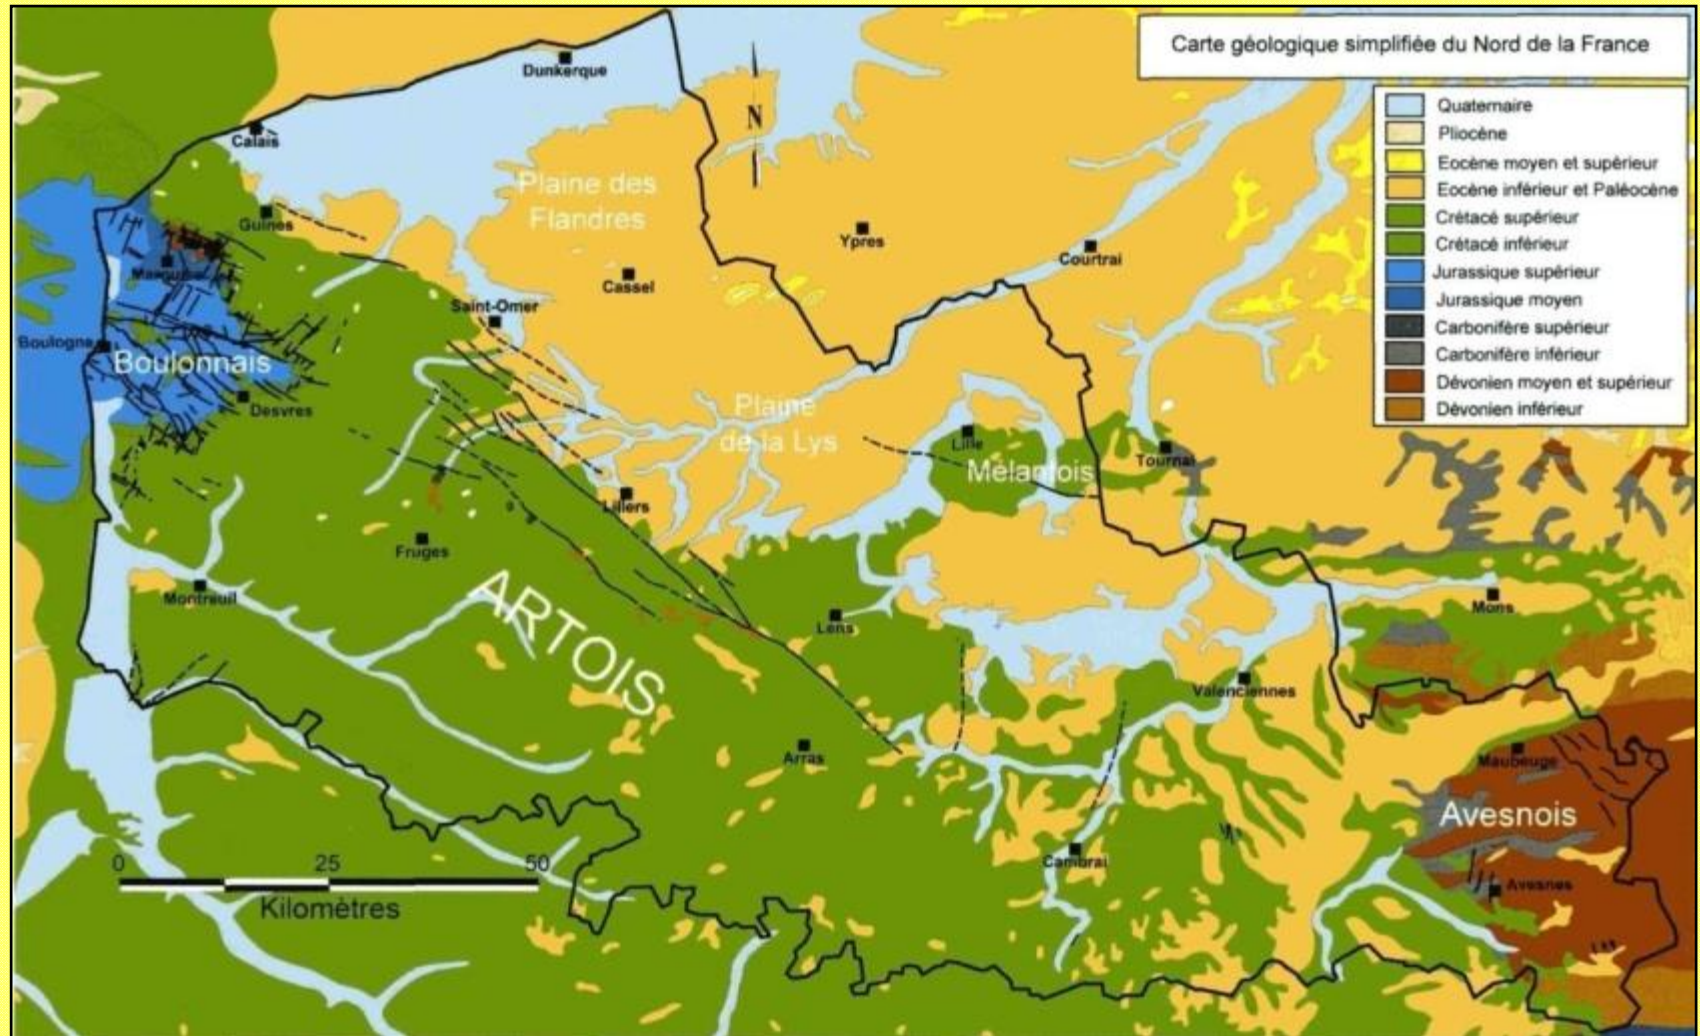 Carte géologique simplifiée du Nord de la France
Quaternaire
Pliocène
Eocène moyen et supèrieur
Eocène inférieur et Paléocène
Crétacé supérieur
Crétacé inférieur
Jurassique supérieur
Jurassique moyen
Carbonifère supérieur
Carbonifère inférieur
Dévonien moyen et supérieur
Dévonien inférieur
Dunkerque
N
Calais
Plaine des
Flandres
Guînes
Ypres
Courtrai
Cassel
Saint-Omer
Boulogne
Boulonnais
Desvres
Plaine
de la Lys
Lille
Mélantois
Tournai
Lillers
Fruges
ARTOIS
Montreuil
Lens
Mons
Valenciennes
Arras
Maubeuge
Avesnois
Cambrai
Avesnes
0 25 50
Kilomètres